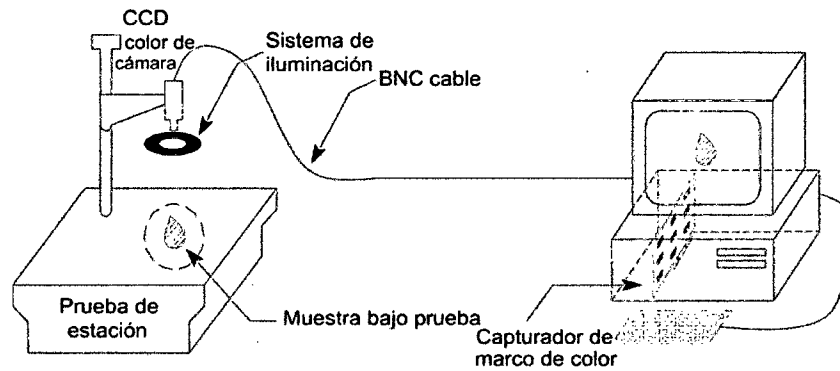 CCD
color de
cámara
Sistema de
iluminación
BNC cable
Prueba de
estación
Muestra bajo prueba
Capturador de
marco de color